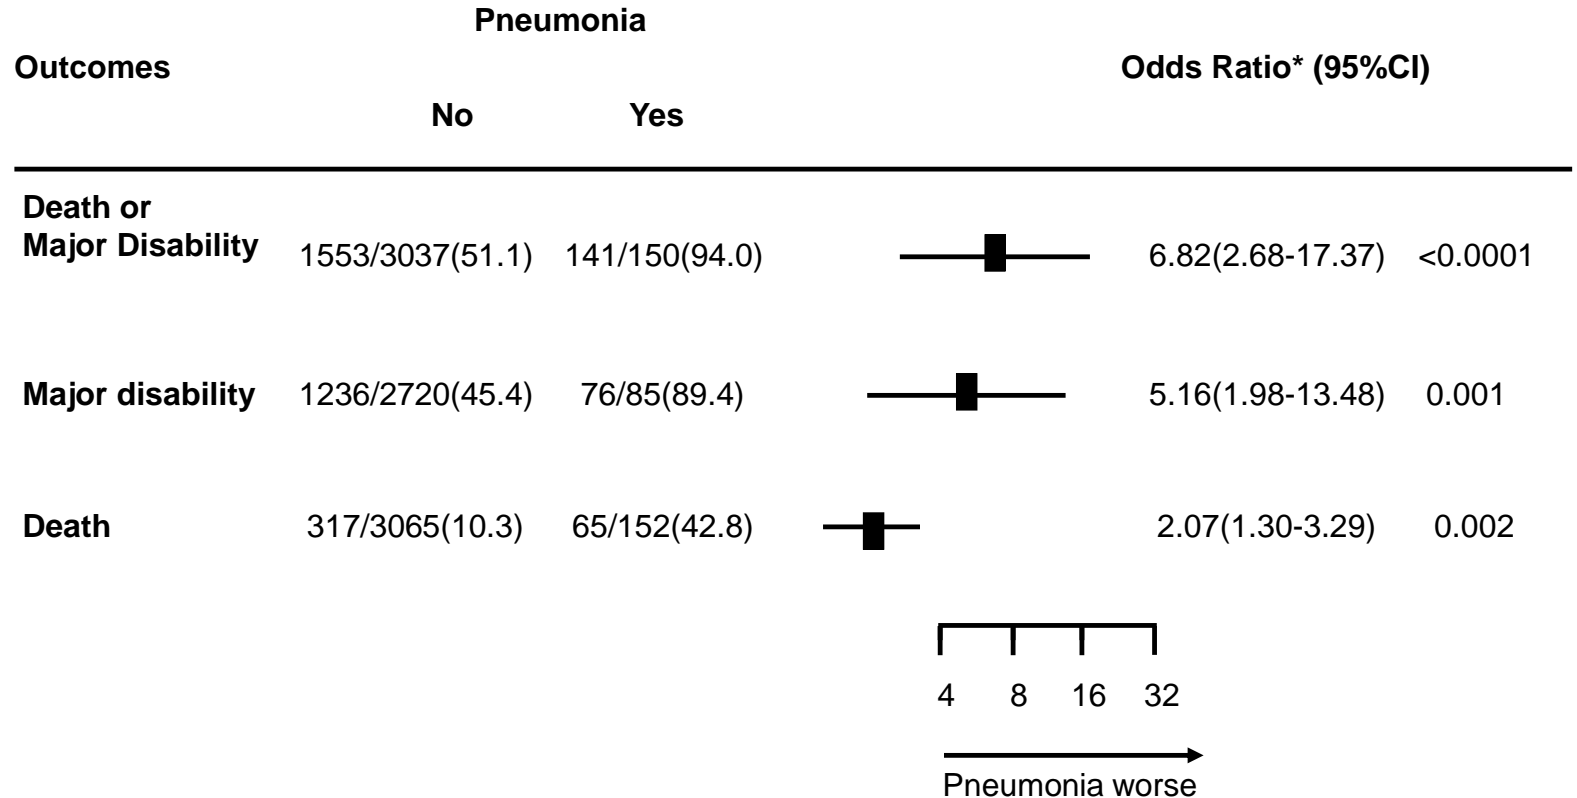 Pneumonia
Outcomes Odds Ratio* (95%CI)
No Yes
Death or
Major Disability 1553/3037(51.1) 141/150(94.0) 6.82(2.68-17.37) <0.0001
Major disability 1236/2720(45.4) 76/85(89.4) 5.16(1.98-13.48) 0.001
Death 317/3065(10.3) 65/152(42.8) 2.07(1.30-3.29) 0.002
4 8 16 32
Pneumonia worse